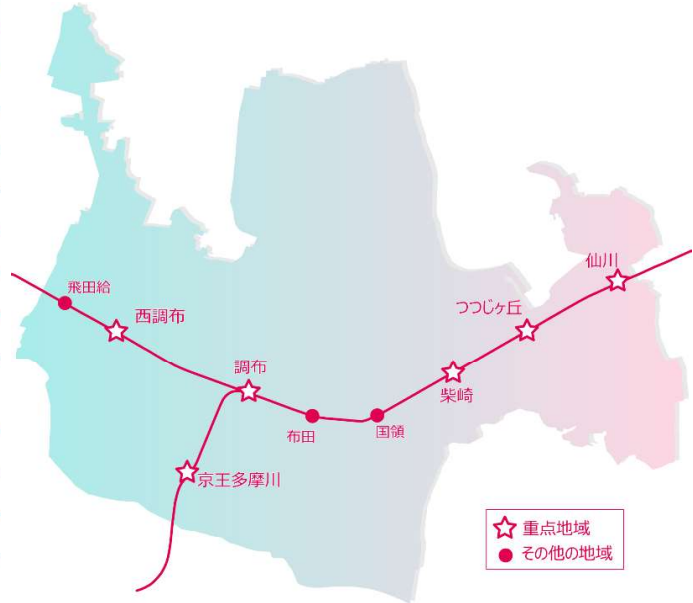 仙川
飛田給
つつじヶ丘
西調布
調布
柴崎
布田
国領
京王多摩川
重点地域
その他の地域